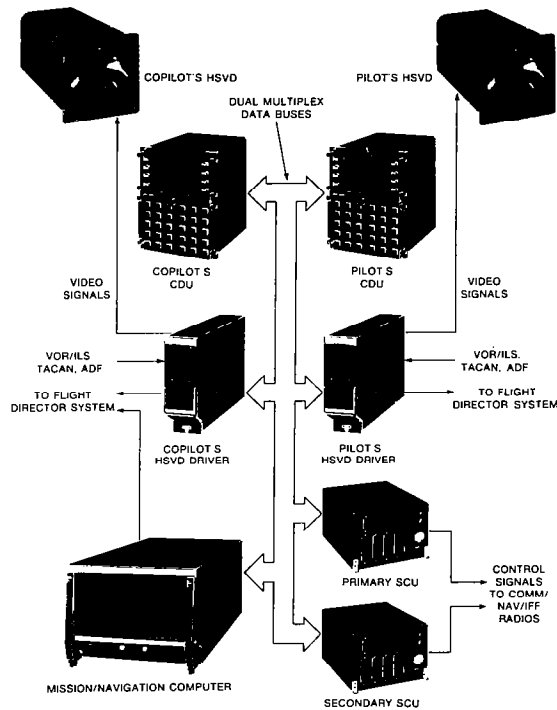 COPILOT'S HSVD
PILOT'S HSVD
DUAL MULTIPLEX
DATA BUSES
COPILOT S
CDU
PILOT S
CDU
VIDEO
SIGNALS
VIDEO
SIGNALS
VOR/ILS
TACAN, ADF
VOR/ILS,
TACAN, ADF
TO FLIGHT
DIRECTOR SYSTEM
TO FLIGHT
DIRECTOR SYSTEM
COPILOT S
HSVD DRIVER
PILOT S
HSVD DRIVER
PRIMARY SCU
CONTROL
SIGNALS
TO COMM/
NAV/IFF
RADIOS
MISSION/NAVIGATION COMPUTER
SECONDARY SCU